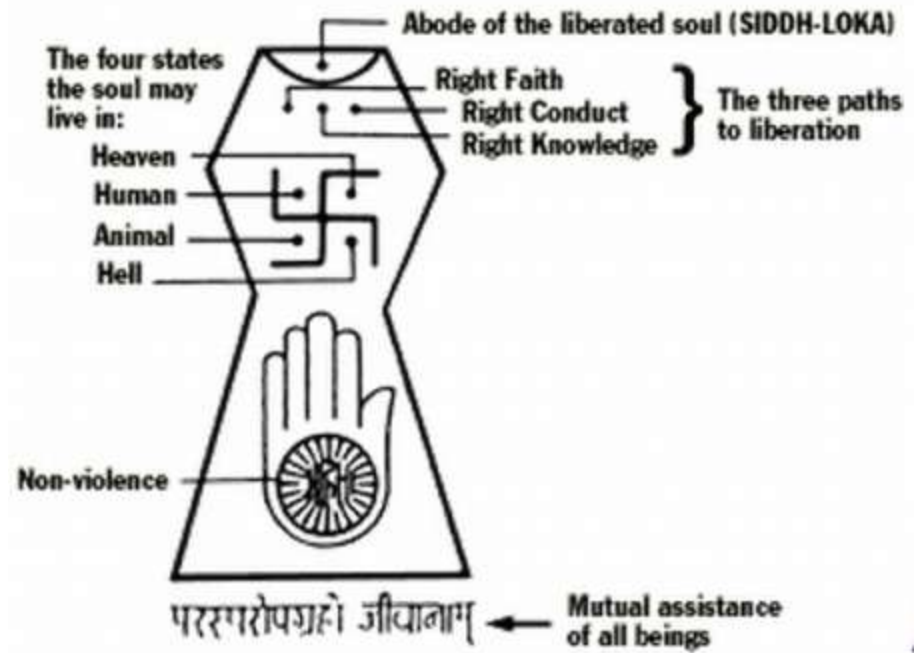 Abode of the liberated soul (SIDDH-LOKA)
The four states
the soul may
live in:
Right Faith
Right Conduct
Right Knowledge
The three paths
to liberation
Heaven
Human
Animal
Hell
Non-violence
परस्परोपग्रहो जीवानाम्
Mutual assistance
of all beings